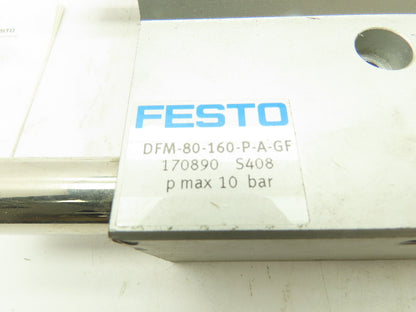 FESTO
DFM-80-160-P-A-GF
170890 S408
p max 10 bar